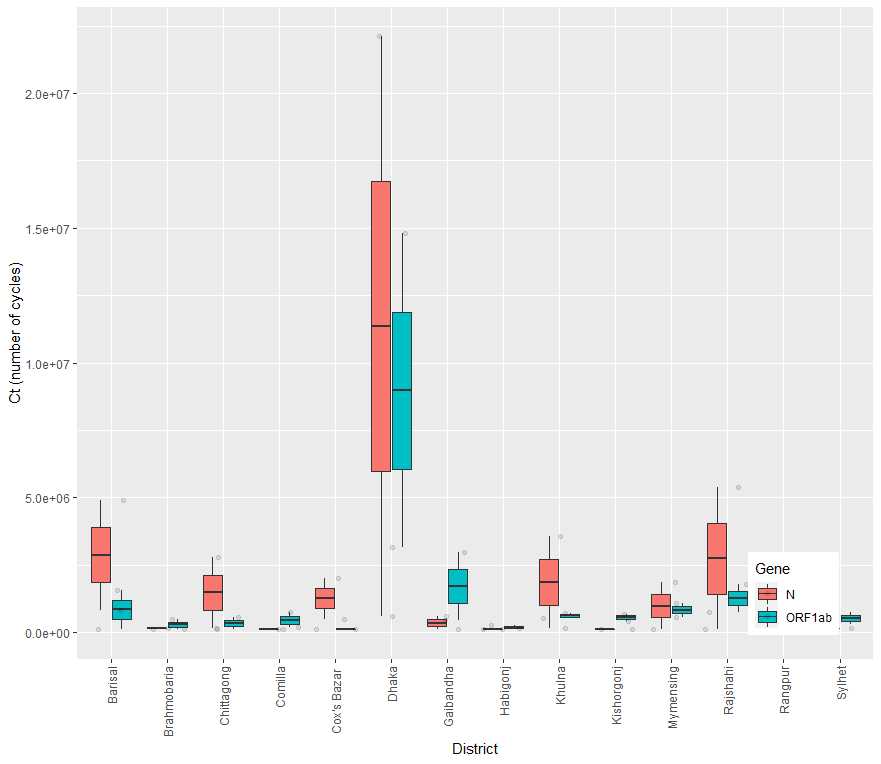 2.0e+07
1.5e+07
1.0e+07
5.0e+06
0.0e+00
Ct (number of cycles)
Gene
N
ORF1ab
Barisal
Brahmobaria
Chittagong
Comilla
Cox's Bazar
Dhaka
Gaibandha
Habigonj
Khulna
Kishorgonj
Mymensing
Rajshahi
Rangpur
Sylhet
District